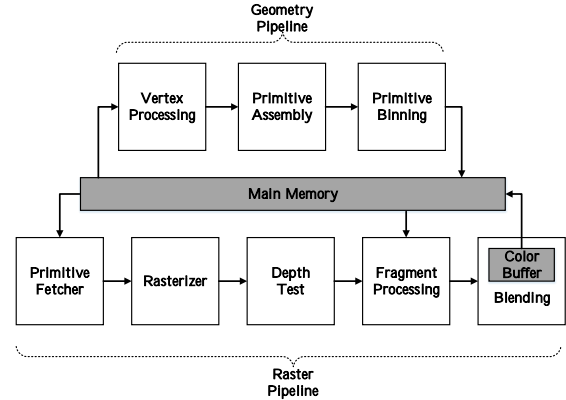 Geometry
Pipeline
Vertex
Processing
Primitive
Assembly
Primitive
Binning
Main Memory
Primitive
Fetcher
Rasterizer
Depth
Test
Fragment
Processing
Color
Buffer
Blending
Raster
Pipeline